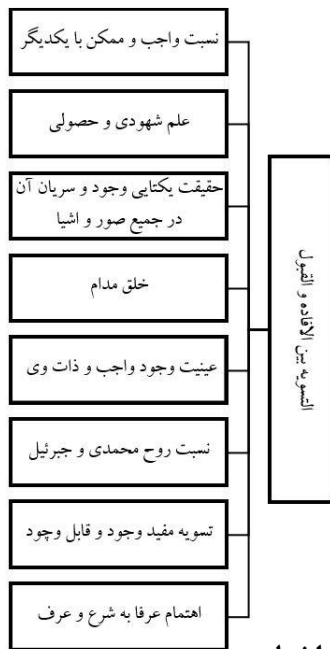 التسویه بین الافاده و القبول
نسبت واجب و ممکن با یکدیگر
علم شهودی و حصولی
حقیقت یکتایی وجود و سریان آن
در جمیع صور و اشیا
خلق مدام
عینیت وجود واجب و ذات وی
نسبت روح محمدی و جبرئیل
تسویه مفید وجود و قابل وجود
اهتمام عرفا به شرع و عرف